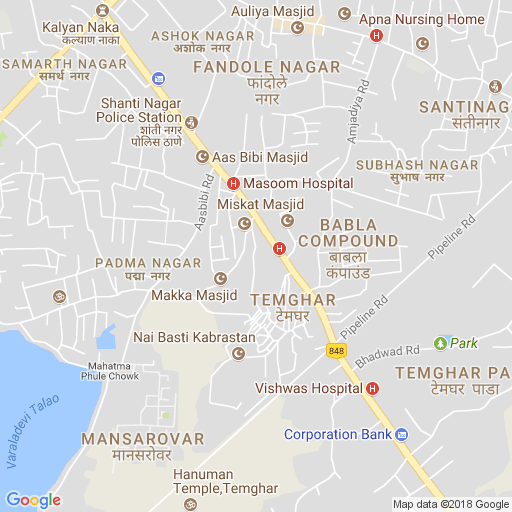 Auliya Masjid
Apna Nursing Home
Kalyan Naka
कल्याण नाका
ASHOK NAGAR
अशोक नगर
SAMARTH NAGAR
समर्थ नगर
FANDOLE NAGAR
फांदोले
नगर
Shanti Nagar
Police Station
शांती नगर
पोलिस ठाणे
Amjadiya Rd
SANTINAGA
संतीनगर
Aas Bibi Masjid
SUBHASH NAGAR
सुभाष नगर
Masoom Hospital
Aasbibi Rd
Miskat Masjid
BABLA
COMPOUND
बाबला
कंपाउंड
Pipeline Rd
PADMA NAGAR
पद्मा नगर
Makka Masjid
TEMGHAR
टेमघर
Pipeline Rd
Nai Basti Kabrastan
848
Park
Bhadwad Rd
Mahatma
Phule Chowk
TEMGHAR PA
टेमघर पाडा
Vishwas Hospital
Varaladevi Talao
MANSAROVAR
मानसरोवर
Corporation Bank
Hanuman
Temple,Temghar
Google
Map data ©2018 Google